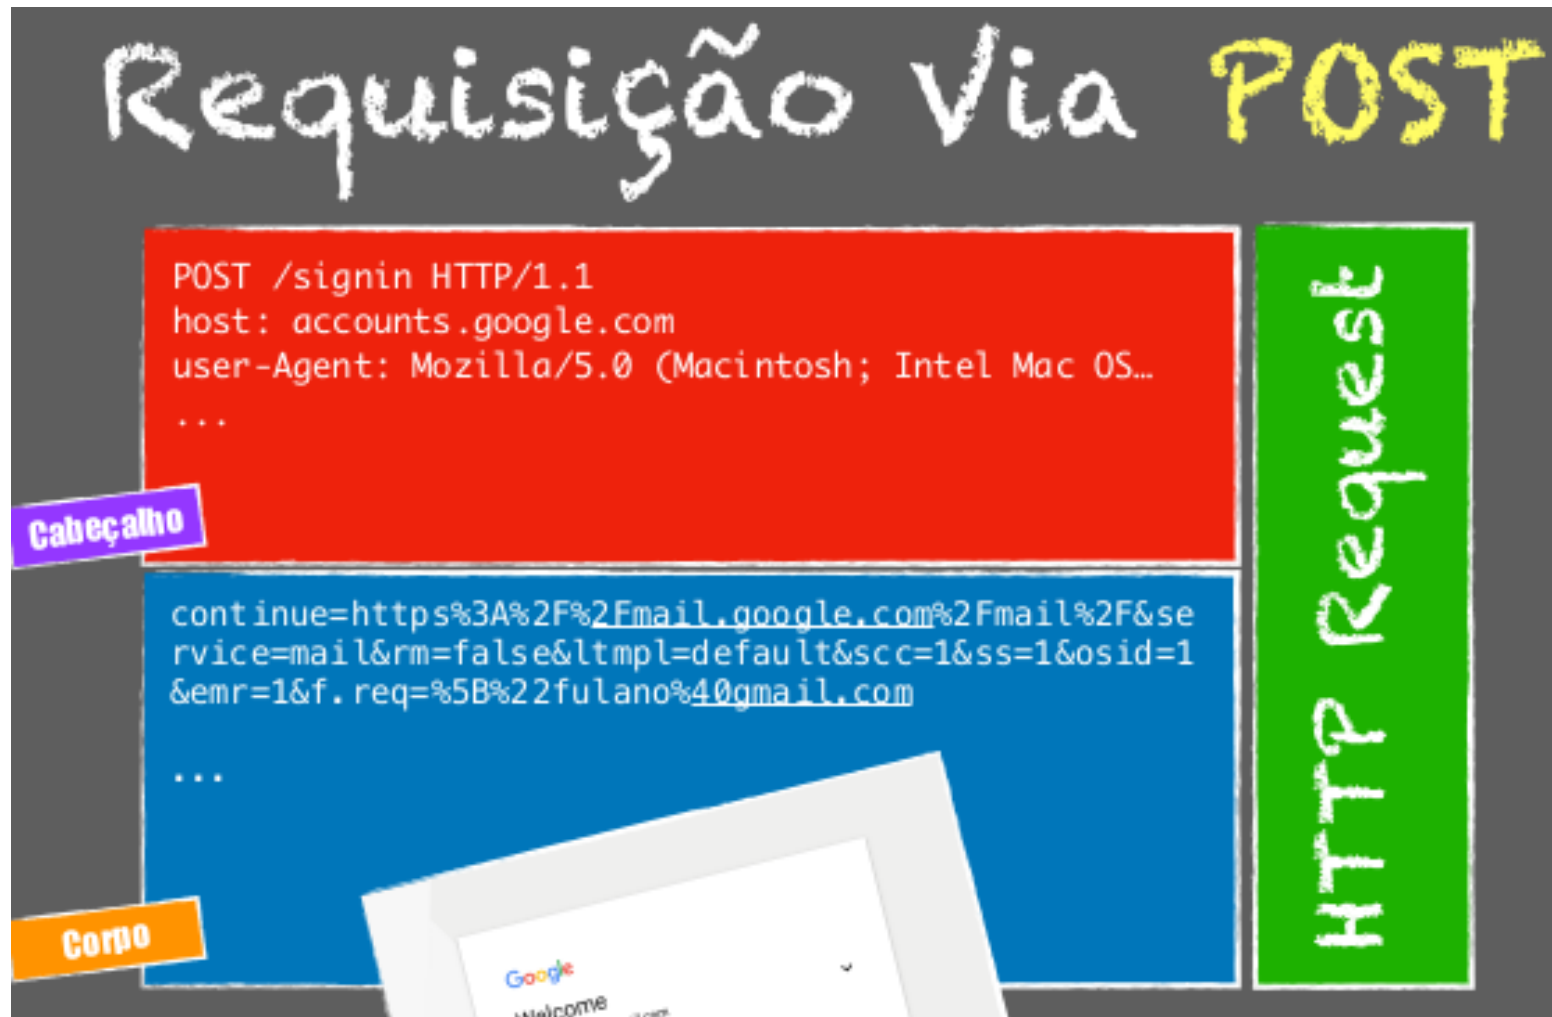 Requisição Via POST
POST /signin HTTP/1.1
host: accounts.google.com
user-Agent: Mozilla/5.0 (Macintosh; Intel Mac OS…
...
Cabeçalho
continue=https%3A%2F%2Fmail.google.com%2Fmail%2F&se
rvice=mail&rm=false&ltmpl=default&scc=1&ss=1&osid=1
&emr=1&f.req=%5B%22fulano%40gmail.com
...
Corpo
HTTP Request
Google
Welcome